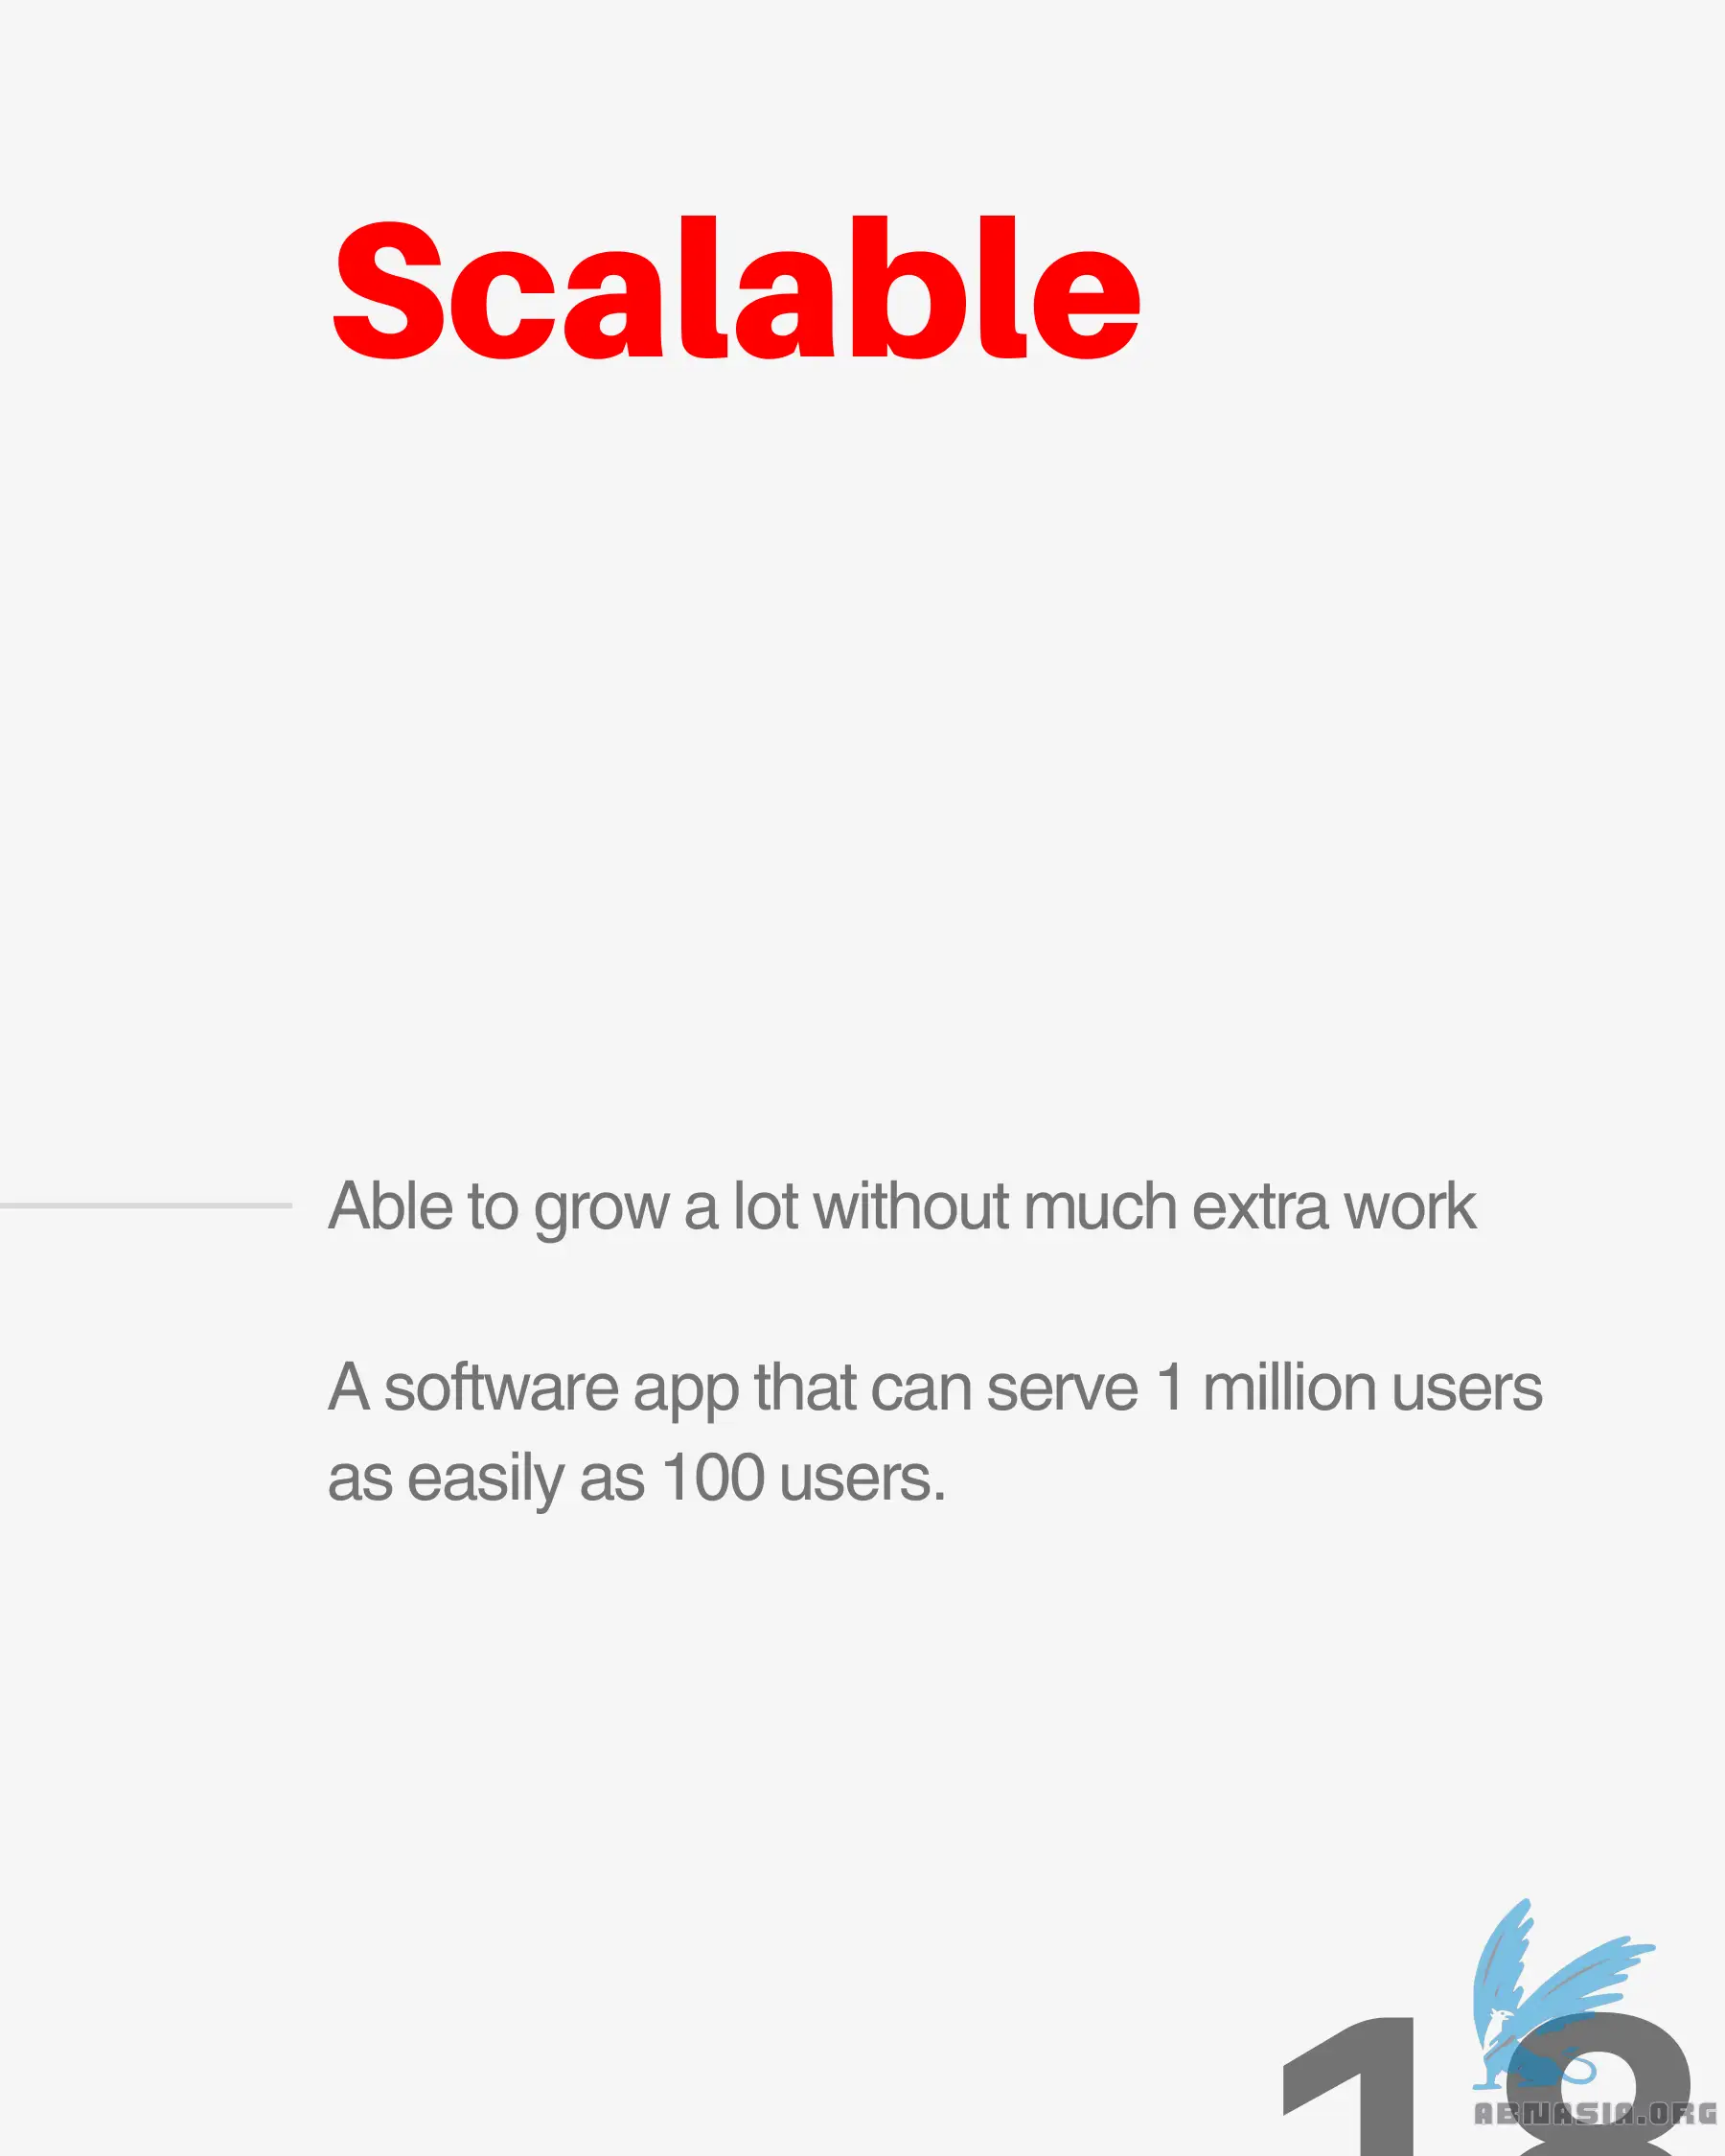 Scalable
Able to grow a lot without much extra work
A software app that can serve 1 million users
as easily as 100 users.
18
ABNASIA.ORG